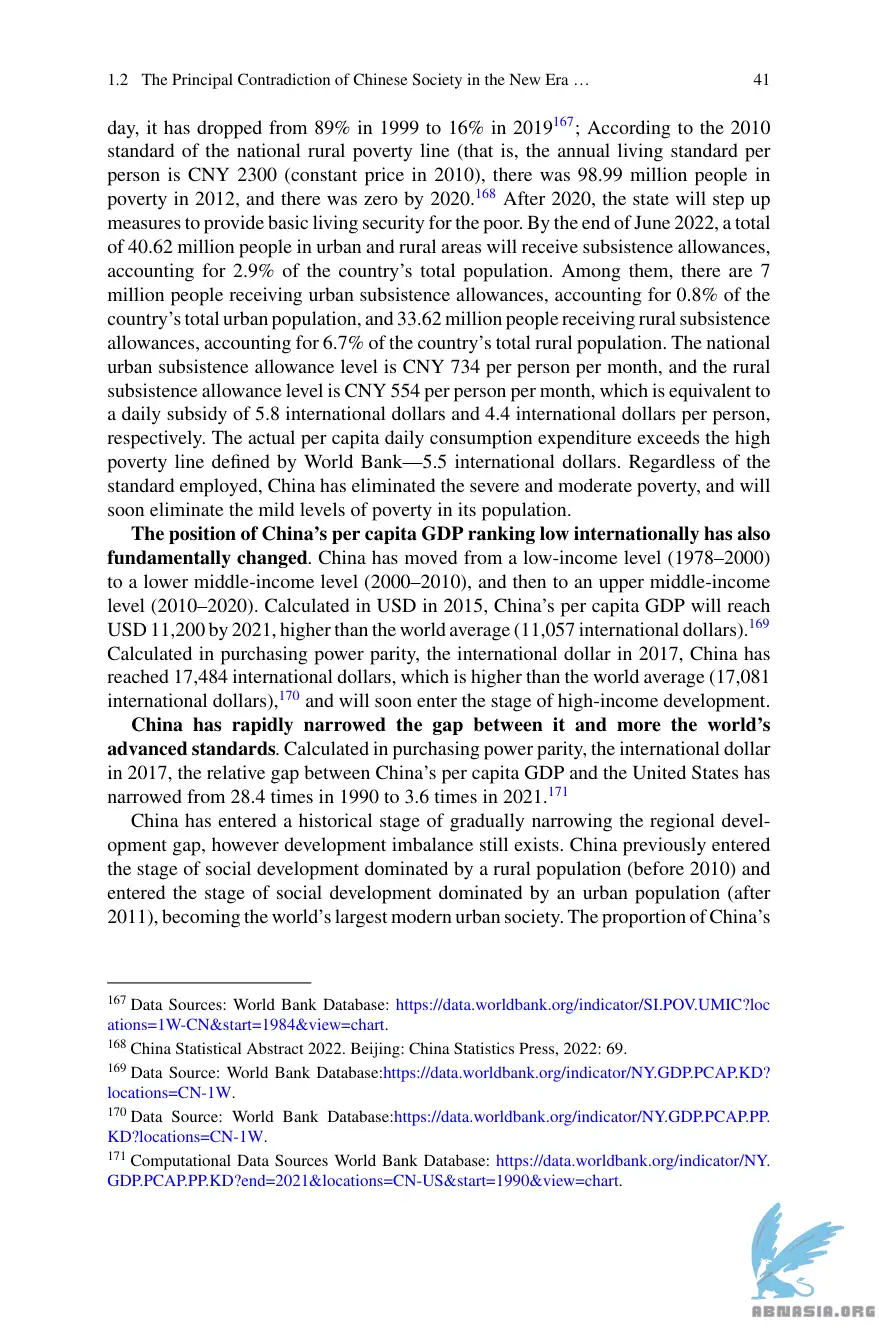 1.2 The Principal Contradiction of Chinese Society in the New Era … 41
day, it has dropped from 89% in 1999 to 16% in 2019167; According to the 2010
standard of the national rural poverty line (that is, the annual living standard per
person is CNY 2300 (constant price in 2010), there was 98.99 million people in
poverty in 2012, and there was zero by 2020.168 After 2020, the state will step up
measures to provide basic living security for the poor. By the end of June 2022, a total
of 40.62 million people in urban and rural areas will receive subsistence allowances,
accounting for 2.9% of the country's total population. Among them, there are 7
million people receiving urban subsistence allowances, accounting for 0.8% of the
country's total urban population, and 33.62 million people receiving rural subsistence
allowances, accounting for 6.7% of the country's total rural population. The national
urban subsistence allowance level is CNY 734 per person per month, and the rural
subsistence allowance level is CNY 554 per person per month, which is equivalent to
a daily subsidy of 5.8 international dollars and 4.4 international dollars per person,
respectively. The actual per capita daily consumption expenditure exceeds the high
poverty line defined by World Bank—5.5 international dollars. Regardless of the
standard employed, China has eliminated the severe and moderate poverty, and will
soon eliminate the mild levels of poverty in its population.
The position of China's per capita GDP ranking low internationally has also
fundamentally changed. China has moved from a low-income level (1978–2000)
to a lower middle-income level (2000–2010), and then to an upper middle-income
level (2010–2020). Calculated in USD in 2015, China's per capita GDP will reach
USD 11,200 by 2021, higher than the world average (11,057 international dollars).169
Calculated in purchasing power parity, the international dollar in 2017, China has
reached 17,484 international dollars, which is higher than the world average (17,081
international dollars),170 and will soon enter the stage of high-income development.
China has rapidly narrowed the gap between it and more the world's
advanced standards. Calculated in purchasing power parity, the international dollar
in 2017, the relative gap between China's per capita GDP and the United States has
narrowed from 28.4 times in 1990 to 3.6 times in 2021.171
China has entered a historical stage of gradually narrowing the regional devel-
opment gap, however development imbalance still exists. China previously entered
the stage of social development dominated by a rural population (before 2010) and
entered the stage of social development dominated by an urban population (after
2011), becoming the world's largest modern urban society. The proportion of China's
167 Data Sources: World Bank Database: https://data.worldbank.org/indicator/SI.POV.UMIC?loc
ations=1W-CN&start=1984&view=chart.
168 China Statistical Abstract 2022. Beijing: China Statistics Press, 2022: 69.
169 Data Source: World Bank Database:https://data.worldbank.org/indicator/NY.GDP.PCAP.KD?
locations=CN-1W.
170 Data Source: World Bank Database:https://data.worldbank.org/indicator/NY.GDP.PCAP.PP.
KD?locations=CN-1W.
171 Computational Data Sources World Bank Database: https://data.worldbank.org/indicator/NY.
GDP.PCAP.PP.KD?end=2021&locations=CN-US&start=1990&view=chart.
ABNASIA.ORG